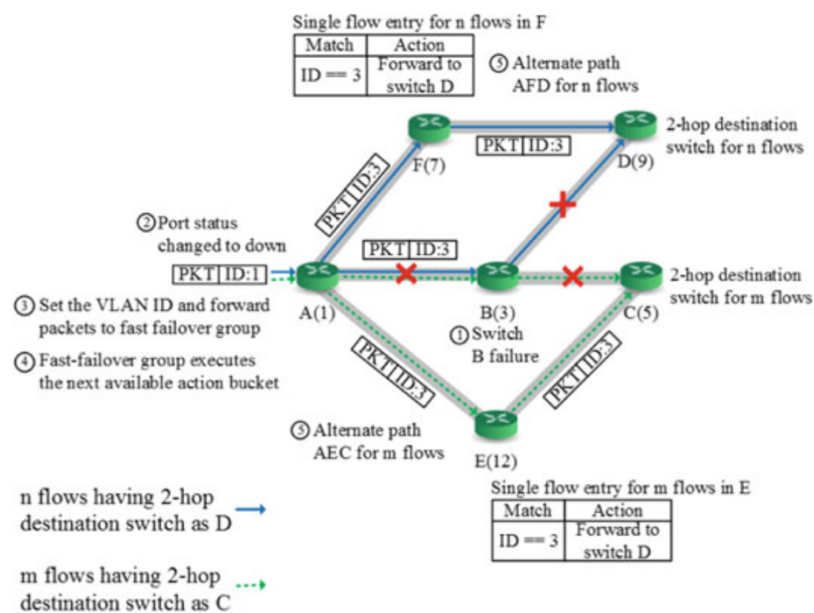 Single flow entry for n flows in F
Match Action
ID == 3 Forward to
switch D
⑤ Alternate path
AFD for n flows
2-hop destination
switch for n flows
F(7)
PKT ID:3
D(9)
PKT ID:3
② Port status
changed to down
PKT ID:3
PKT ID:1
2-hop destination
switch for m flows
A(1)
B(3)
C(5)
③ Set the VLAN ID and forward
packets to fast failover group
① Switch
B failure
④ Fast-failover group executes
the next available action bucket
PKT ID:3
PKT ID:3
⑤ Alternate path
AEC for m flows
E(12)
Single flow entry for m flows in E
Match Action
ID == 3 Forward to
switch D
n flows having 2-hop
destination switch as D
m flows having 2-hop
destination switch as C